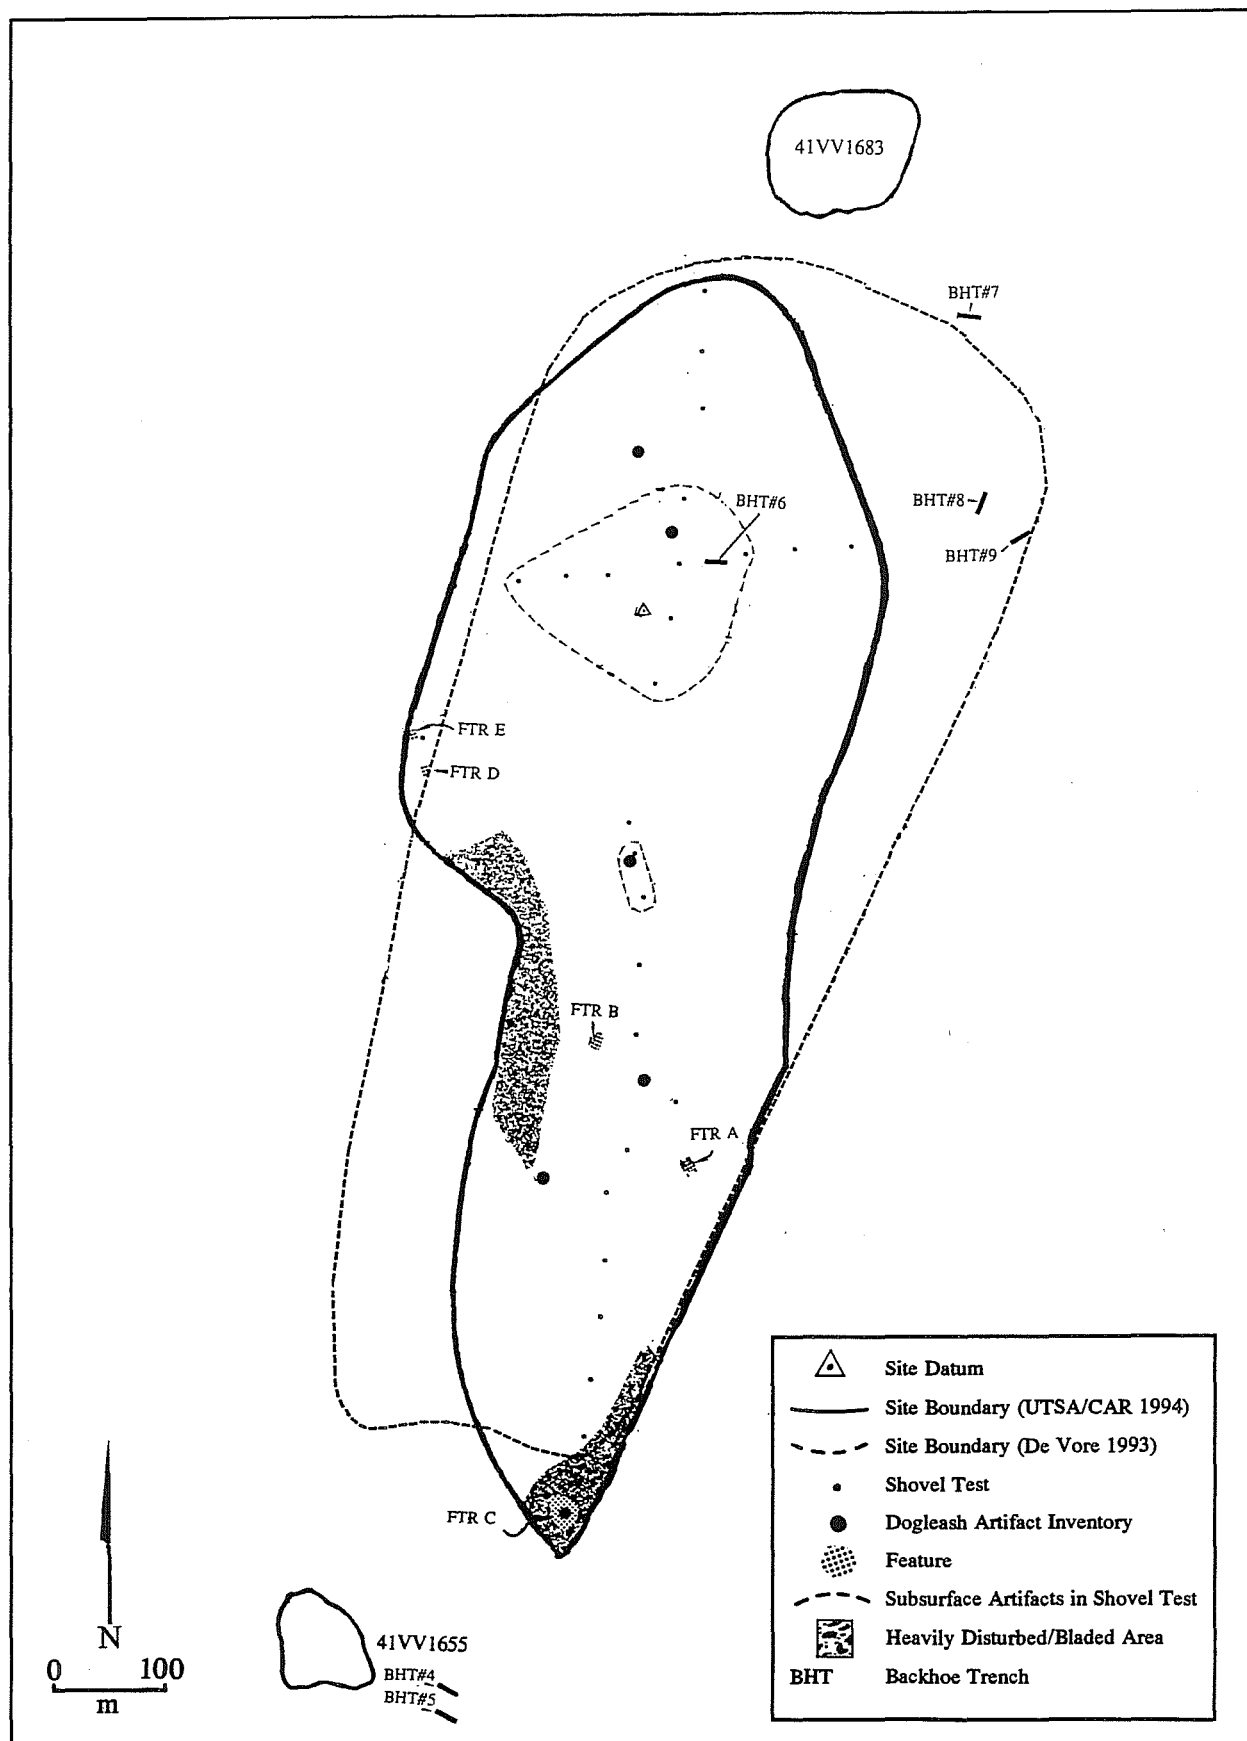 41VV1683
BHT#7
BHT#6
BHT#8
BHT#9
FTR E
FTR D
FTR B
FTR A
FTR C
41VV1655
BHT#4
BHT#5
N
0 100
m
Site Datum
Site Boundary (UTSA/CAR 1994)
Site Boundary (De Vore 1993)
Shovel Test
Dogleash Artifact Inventory
Feature
Subsurface Artifacts in Shovel Test
Heavily Disturbed/Bladed Area
BHT Backhoe Trench